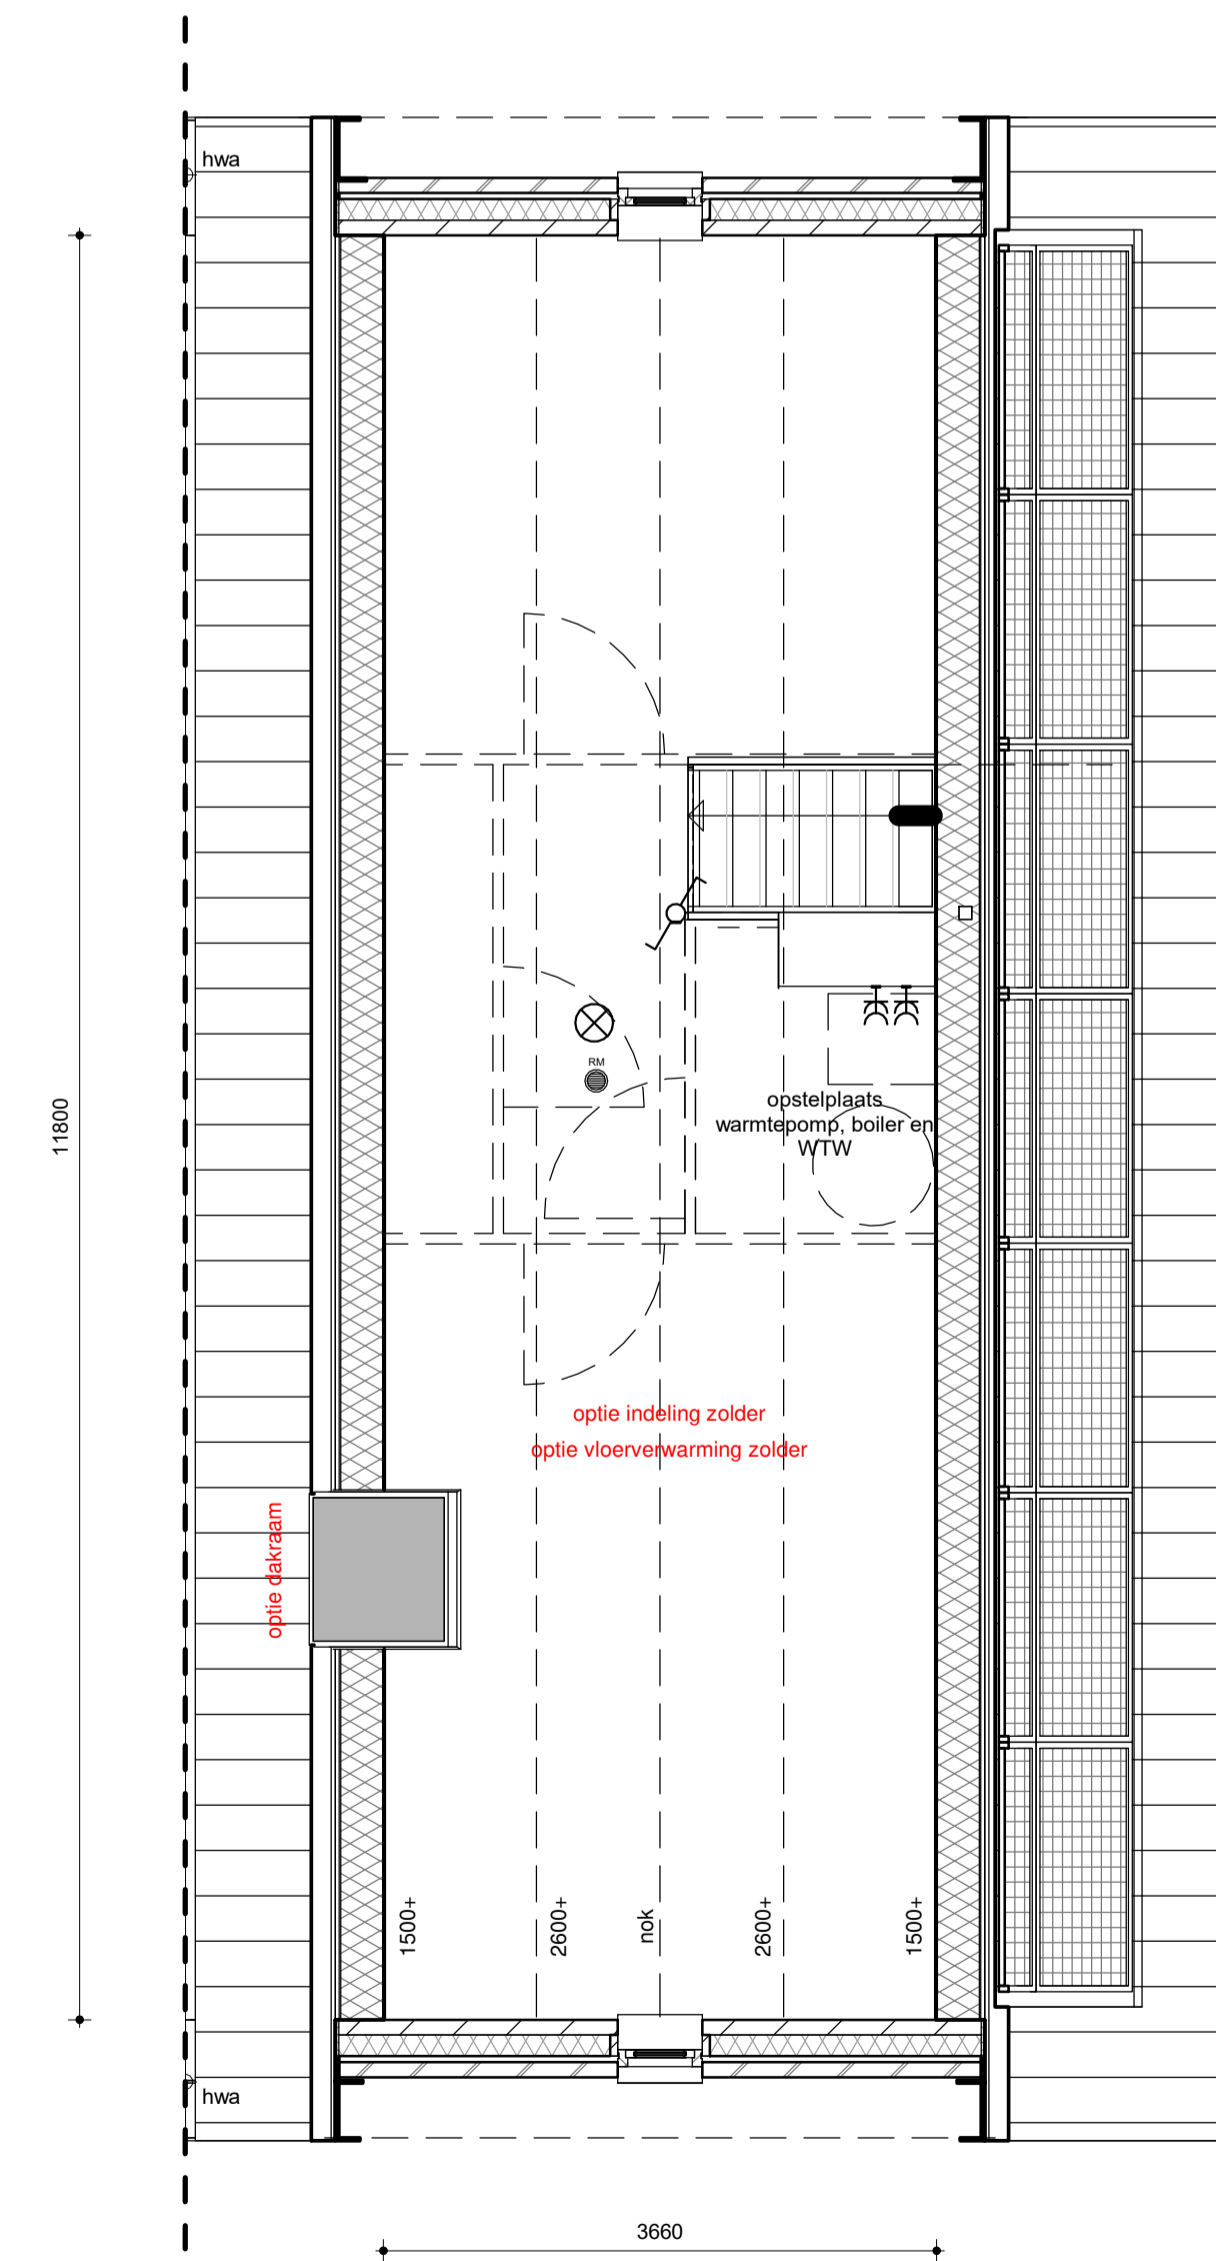 hwa
11800
RM
opstelplaats
warmtepomp, boiler en
WTW
optie indeling zolder
optie vloerverwarming zolder
optie dakraam
1500+
2600+
nok
2600+
1500+
hwa
3660